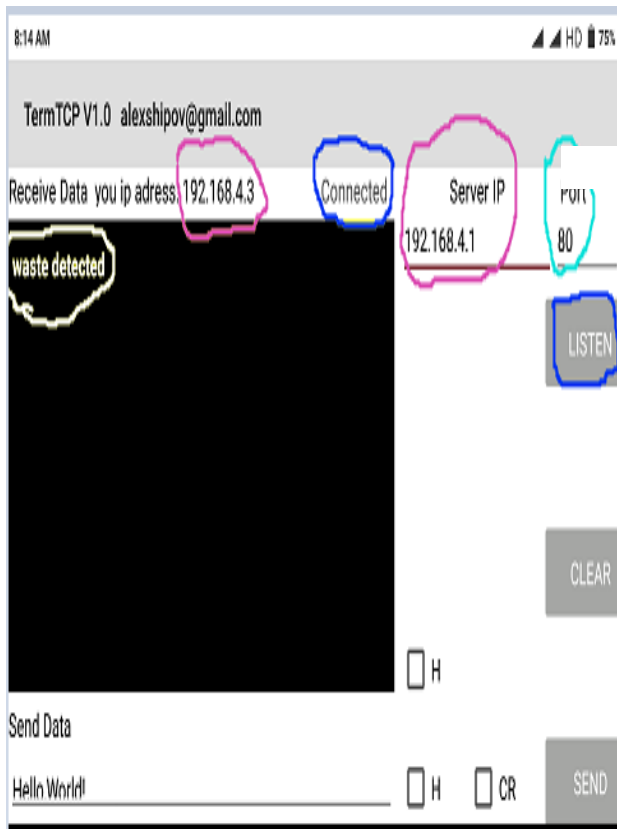 8:14 AM HD 75%
TermTCP V1.0 alexshipov@gmail.com
Receive Data you ip adress: 192.168.4.3 Connected Server IP Port
192.168.4.1 80
waste detected
LISTEN
CLEAR
H
Send Data
Hello World! H CR SEND